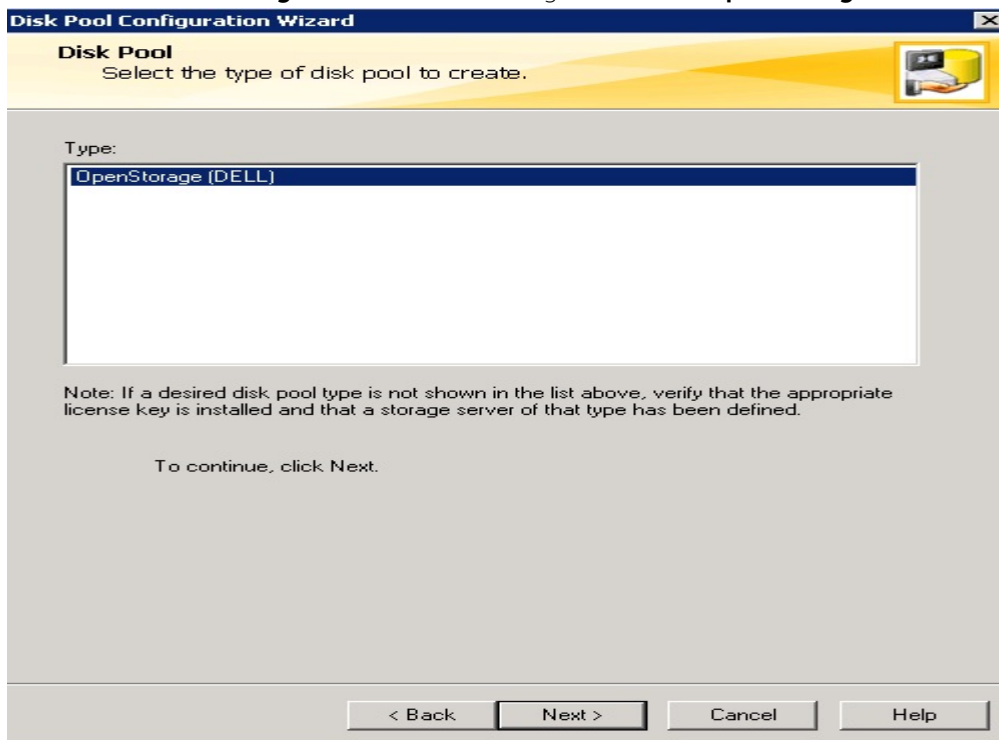 Disk Pool Configuration Wizard
Disk Pool
Select the type of disk pool to create.
Type:
OpenStorage (DELL)
Note: If a desired disk pool type is not shown in the list above, verify that the appropriate
license key is installed and that a storage server of that type has been defined.
To continue, click Next.
< Back
Next >
Cancel
Help